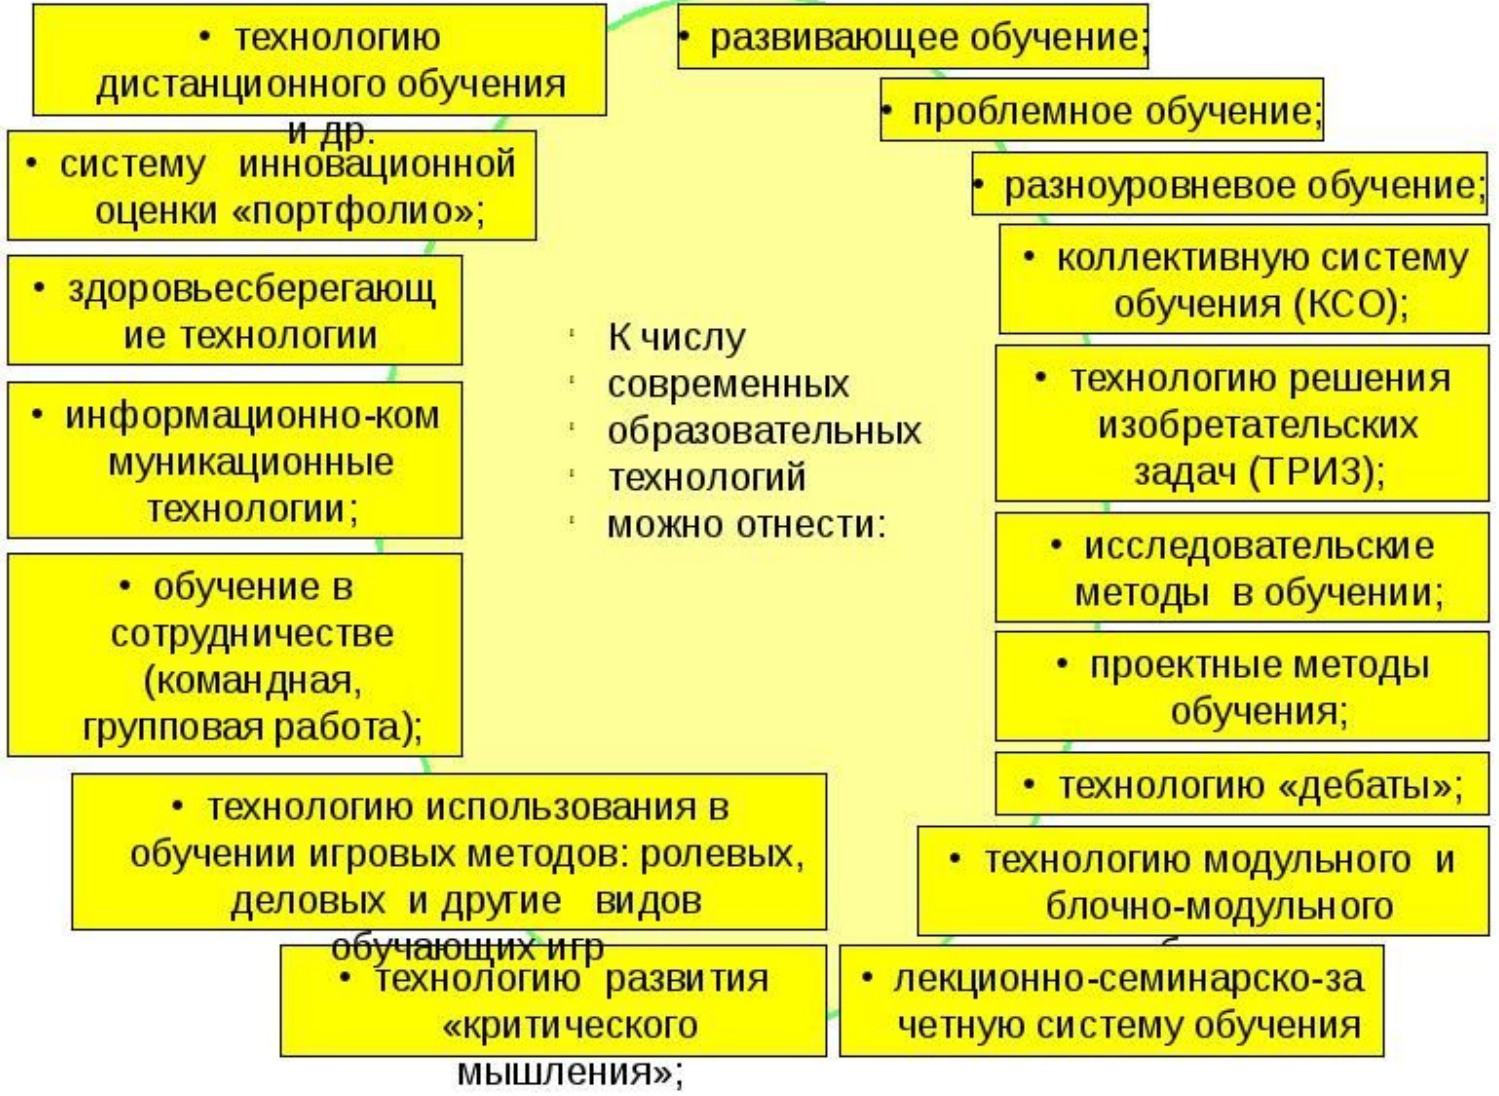 • технологию
дистанционного обучения
и др.
• систему инновационной
оценки «портфолио»;
• здоровьесберегающ
ие технологии
• информационно-ком
муникационные
технологии;
• обучение в
сотрудничестве
(командная,
групповая работа);
• технологию использования в
обучении игровых методов: ролевых,
деловых и другие видов
обучающих игр
• технологию развития
«критического
мышления»;
К числу
современных
образовательных
технологий
можно отнести:
• развивающее обучение;
• проблемное обучение;
• разноуровневое обучение;
• коллективную систему
обучения (КСО);
• технологию решения
изобретательских
задач (ТРИЗ);
• исследовательские
методы в обучении;
• проектные методы
обучения;
• технологию «дебаты»;
• технологию модульного и
блочно-модульного
• лекционно-семинарско-за
четную систему обучения